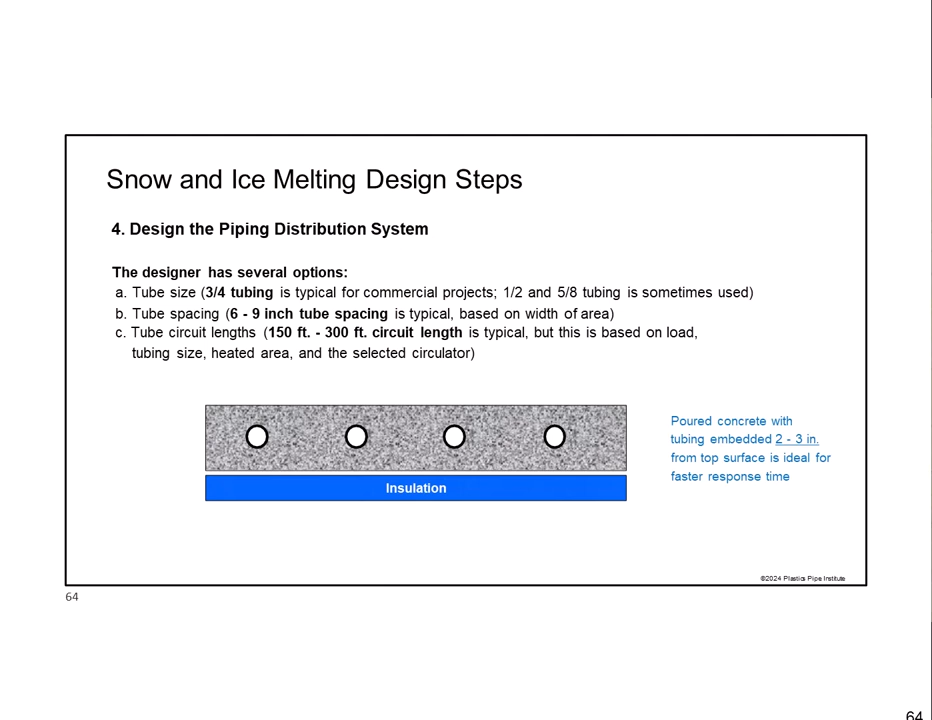 Snow and Ice Melting Design Steps
4. Design the Piping Distribution System
The designer has several options:
a. Tube size (3/4 tubing is typical for commercial projects; 1/2 and 5/8 tubing is sometimes used)
b. Tube spacing (6 - 9 inch tube spacing is typical, based on width of area)
c. Tube circuit lengths (150 ft. - 300 ft. circuit length is typical, but this is based on load,
tubing size, heated area, and the selected circulator)
Poured concrete with
tubing embedded 2 - 3 in.
from top surface is ideal for
faster response time
Insulation
©2024 Plastics Pipe Institute
64
64